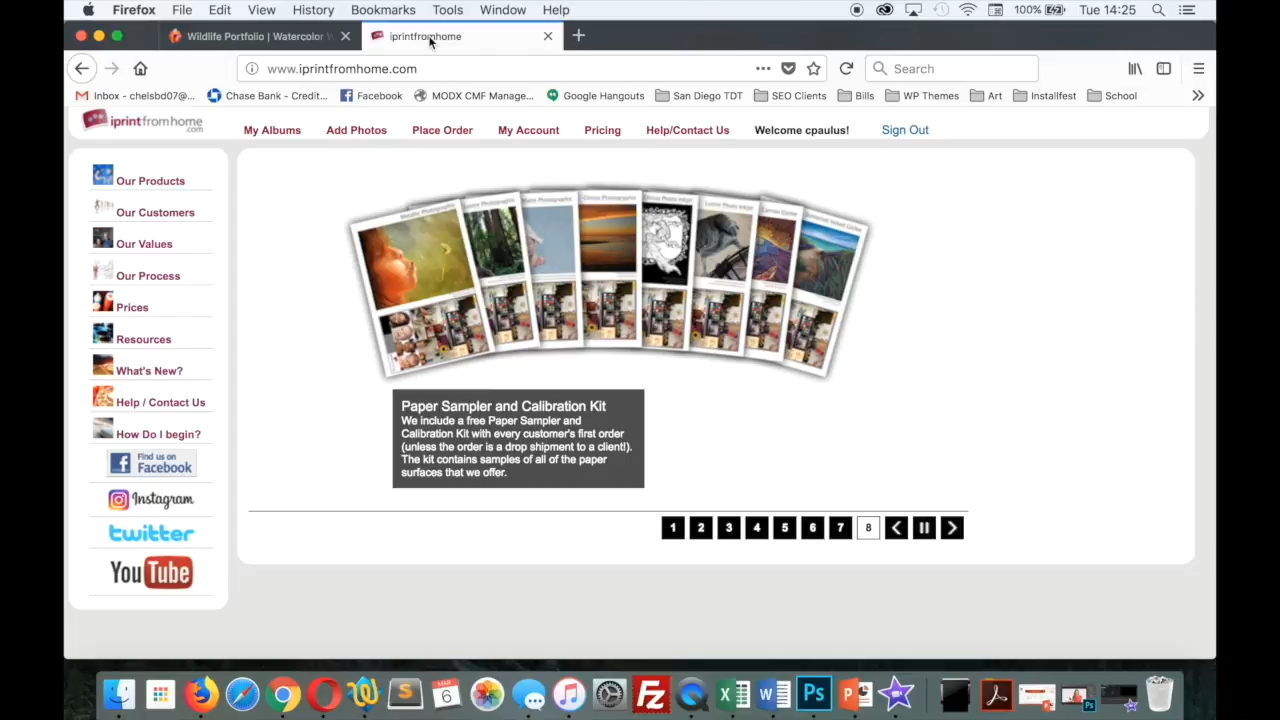 Firefox File Edit View History Bookmarks Tools Window Help 100% Tue 14:25
Wildlife Portfolio | Watercolor W iprintfromhome
www.iprintfromhome.com Search
Inbox - chelsbd07@... Chase Bank - Credit... Facebook MODX CMF Manage... Google Hangouts San Diego TDT SEO Clients Bills WP Themes Art Installfest School
iprintfromhome.com
My Albums Add Photos Place Order My Account Pricing Help/Contact Us Welcome cpaulus! Sign Out
Our Products
Our Customers
Our Values
Our Process
Prices
Resources
What's New?
Help / Contact Us
How Do I begin?
Find us on
Facebook
Instagram
twitter
YouTube
Paper Sampler and Calibration Kit
We include a free Paper Sampler and
Calibration Kit with every customer's first order
(unless the order is a drop shipment to a client!).
The kit contains samples of all of the paper
surfaces that we offer.
1 2 3 4 5 6 7 8
MAR
6
S
Fz
X
W
Ps
P
Ps